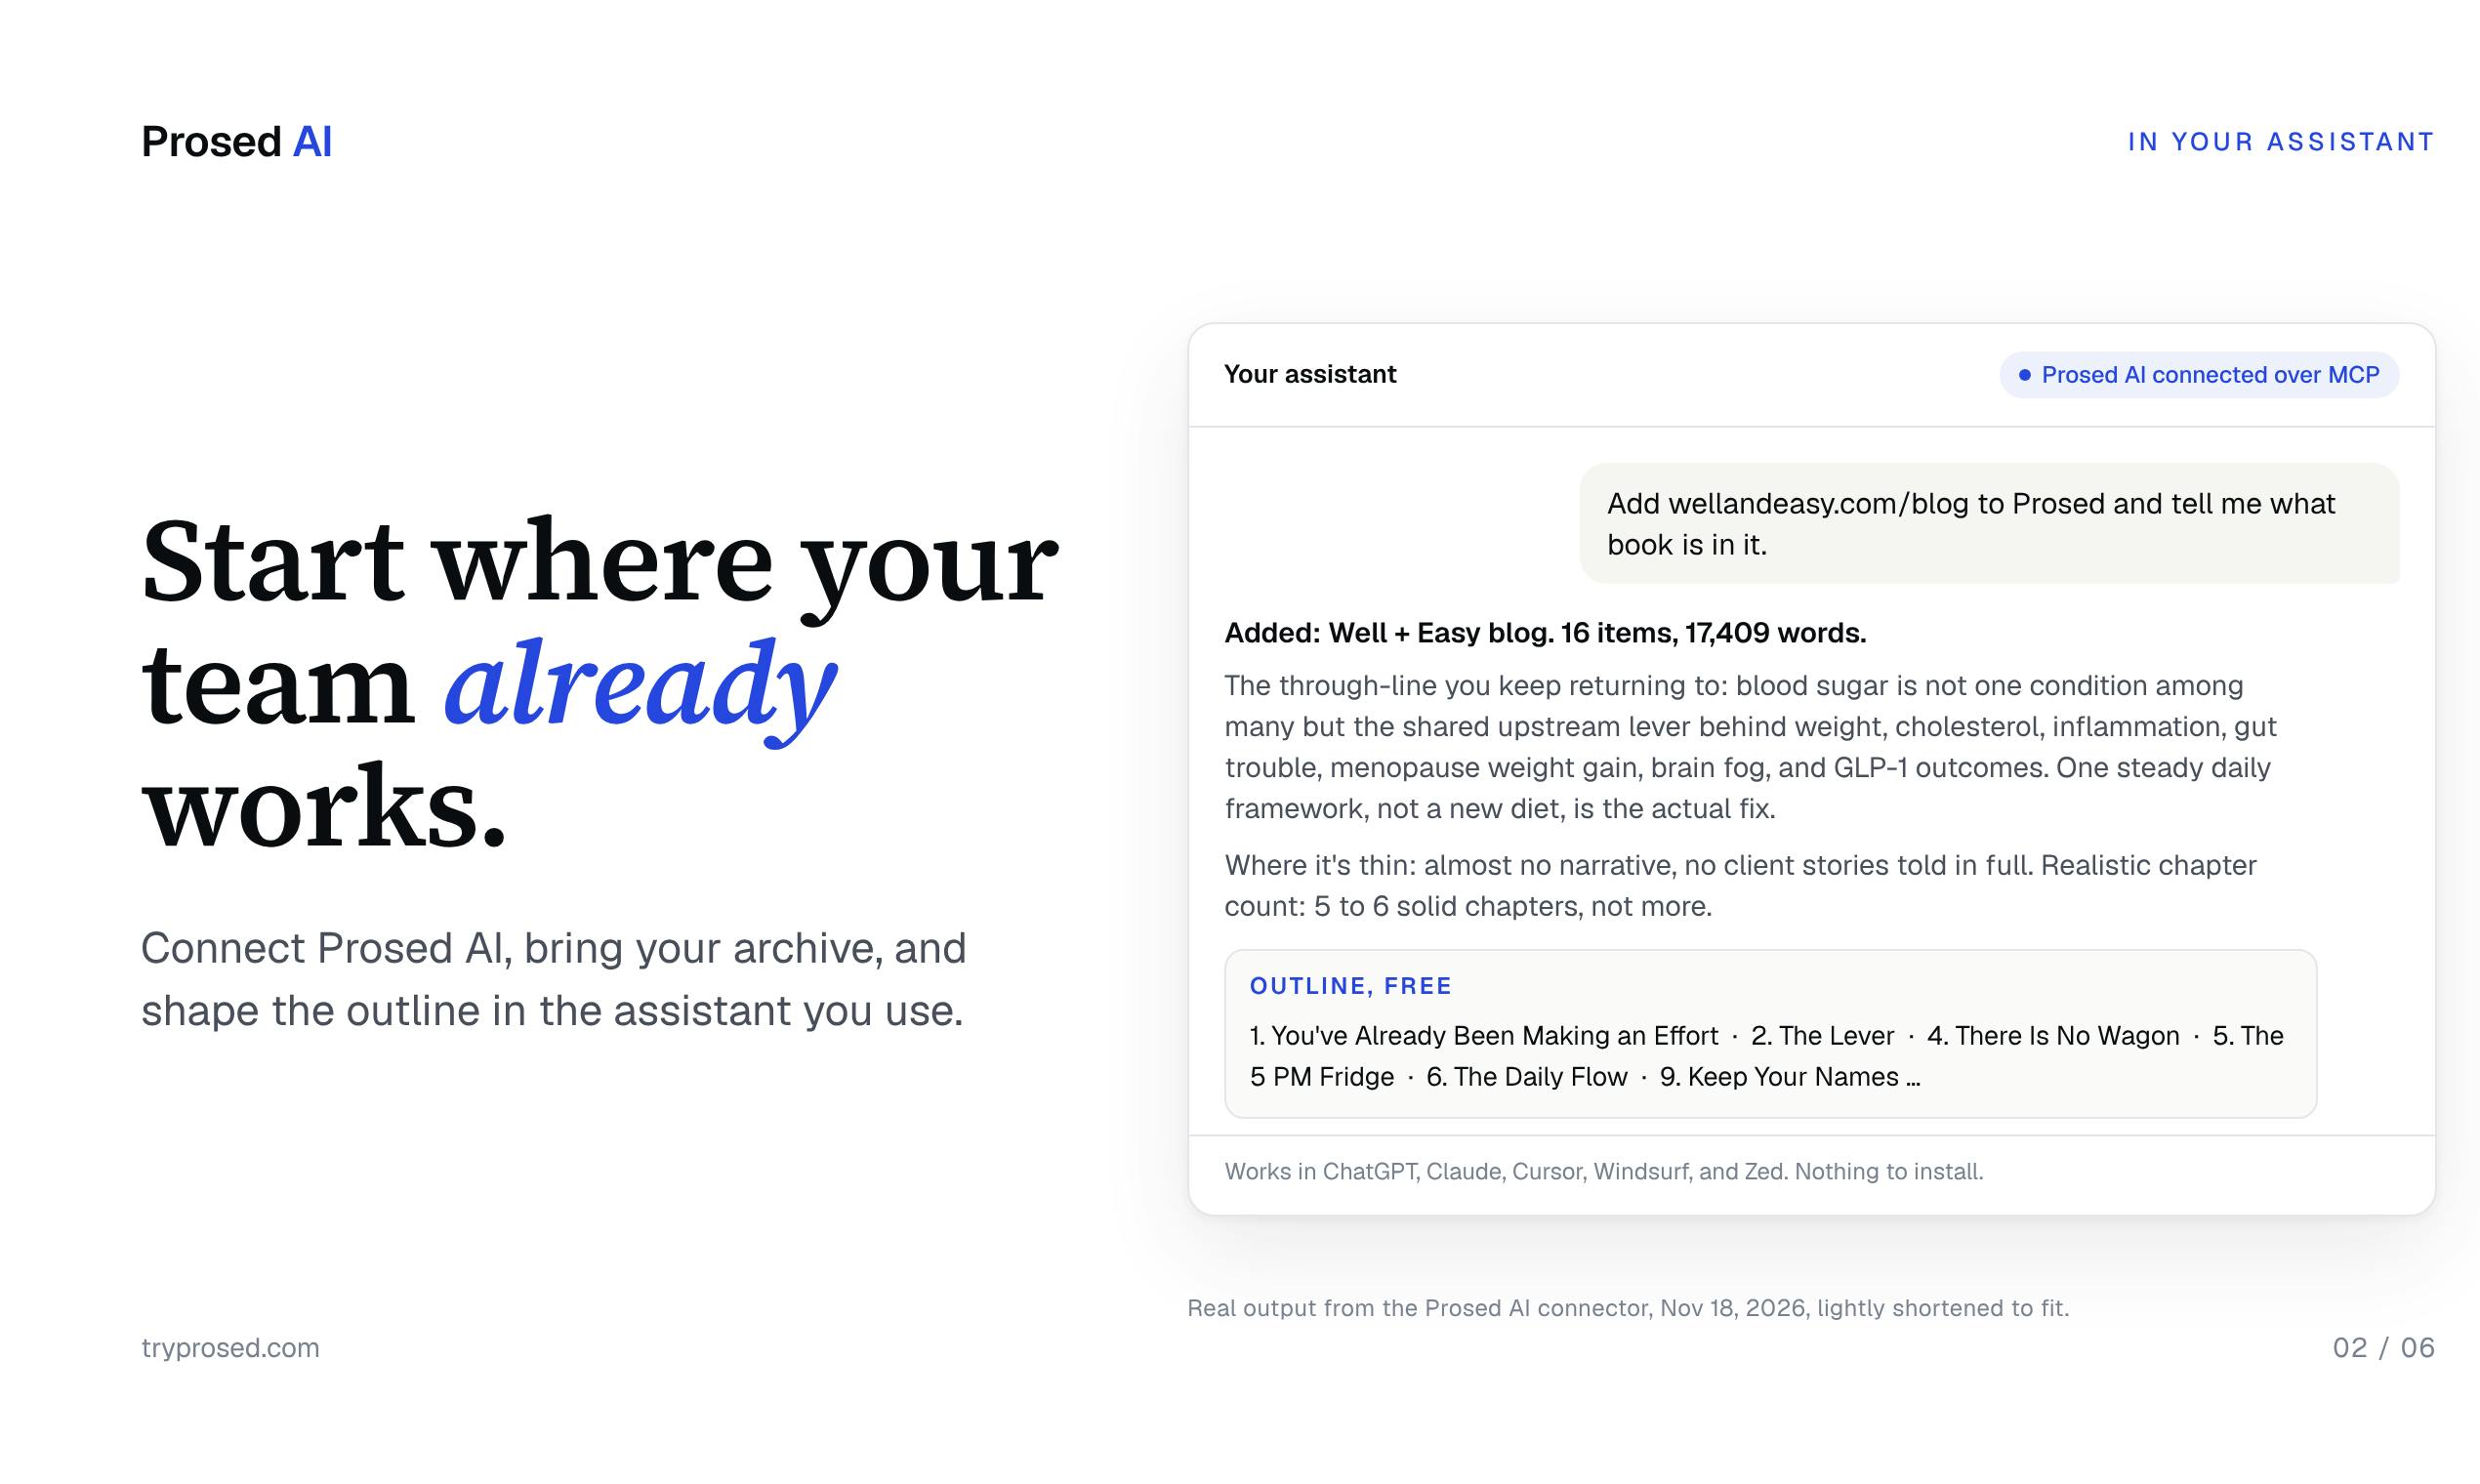 Prosed AI
IN YOUR ASSISTANT
Start where your
team already
works.
Connect Prosed AI, bring your archive, and
shape the outline in the assistant you use.
Your assistant
Prosed AI connected over MCP
Add wellandeasy.com/blog to Prosed and tell me what
book is in it.
Added: Well + Easy blog. 16 items, 17,409 words.
The through-line you keep returning to: blood sugar is not one condition among
many but the shared upstream lever behind weight, cholesterol, inflammation, gut
trouble, menopause weight gain, brain fog, and GLP-1 outcomes. One steady daily
framework, not a new diet, is the actual fix.
Where it's thin: almost no narrative, no client stories told in full. Realistic chapter
count: 5 to 6 solid chapters, not more.
OUTLINE, FREE
1. You've Already Been Making an Effort · 2. The Lever · 4. There Is No Wagon · 5. The
5 PM Fridge · 6. The Daily Flow · 9. Keep Your Names ...
Works in ChatGPT, Claude, Cursor, Windsurf, and Zed. Nothing to install.
Real output from the Prosed AI connector, Nov 18, 2026, lightly shortened to fit.
tryprosed.com
02 / 06